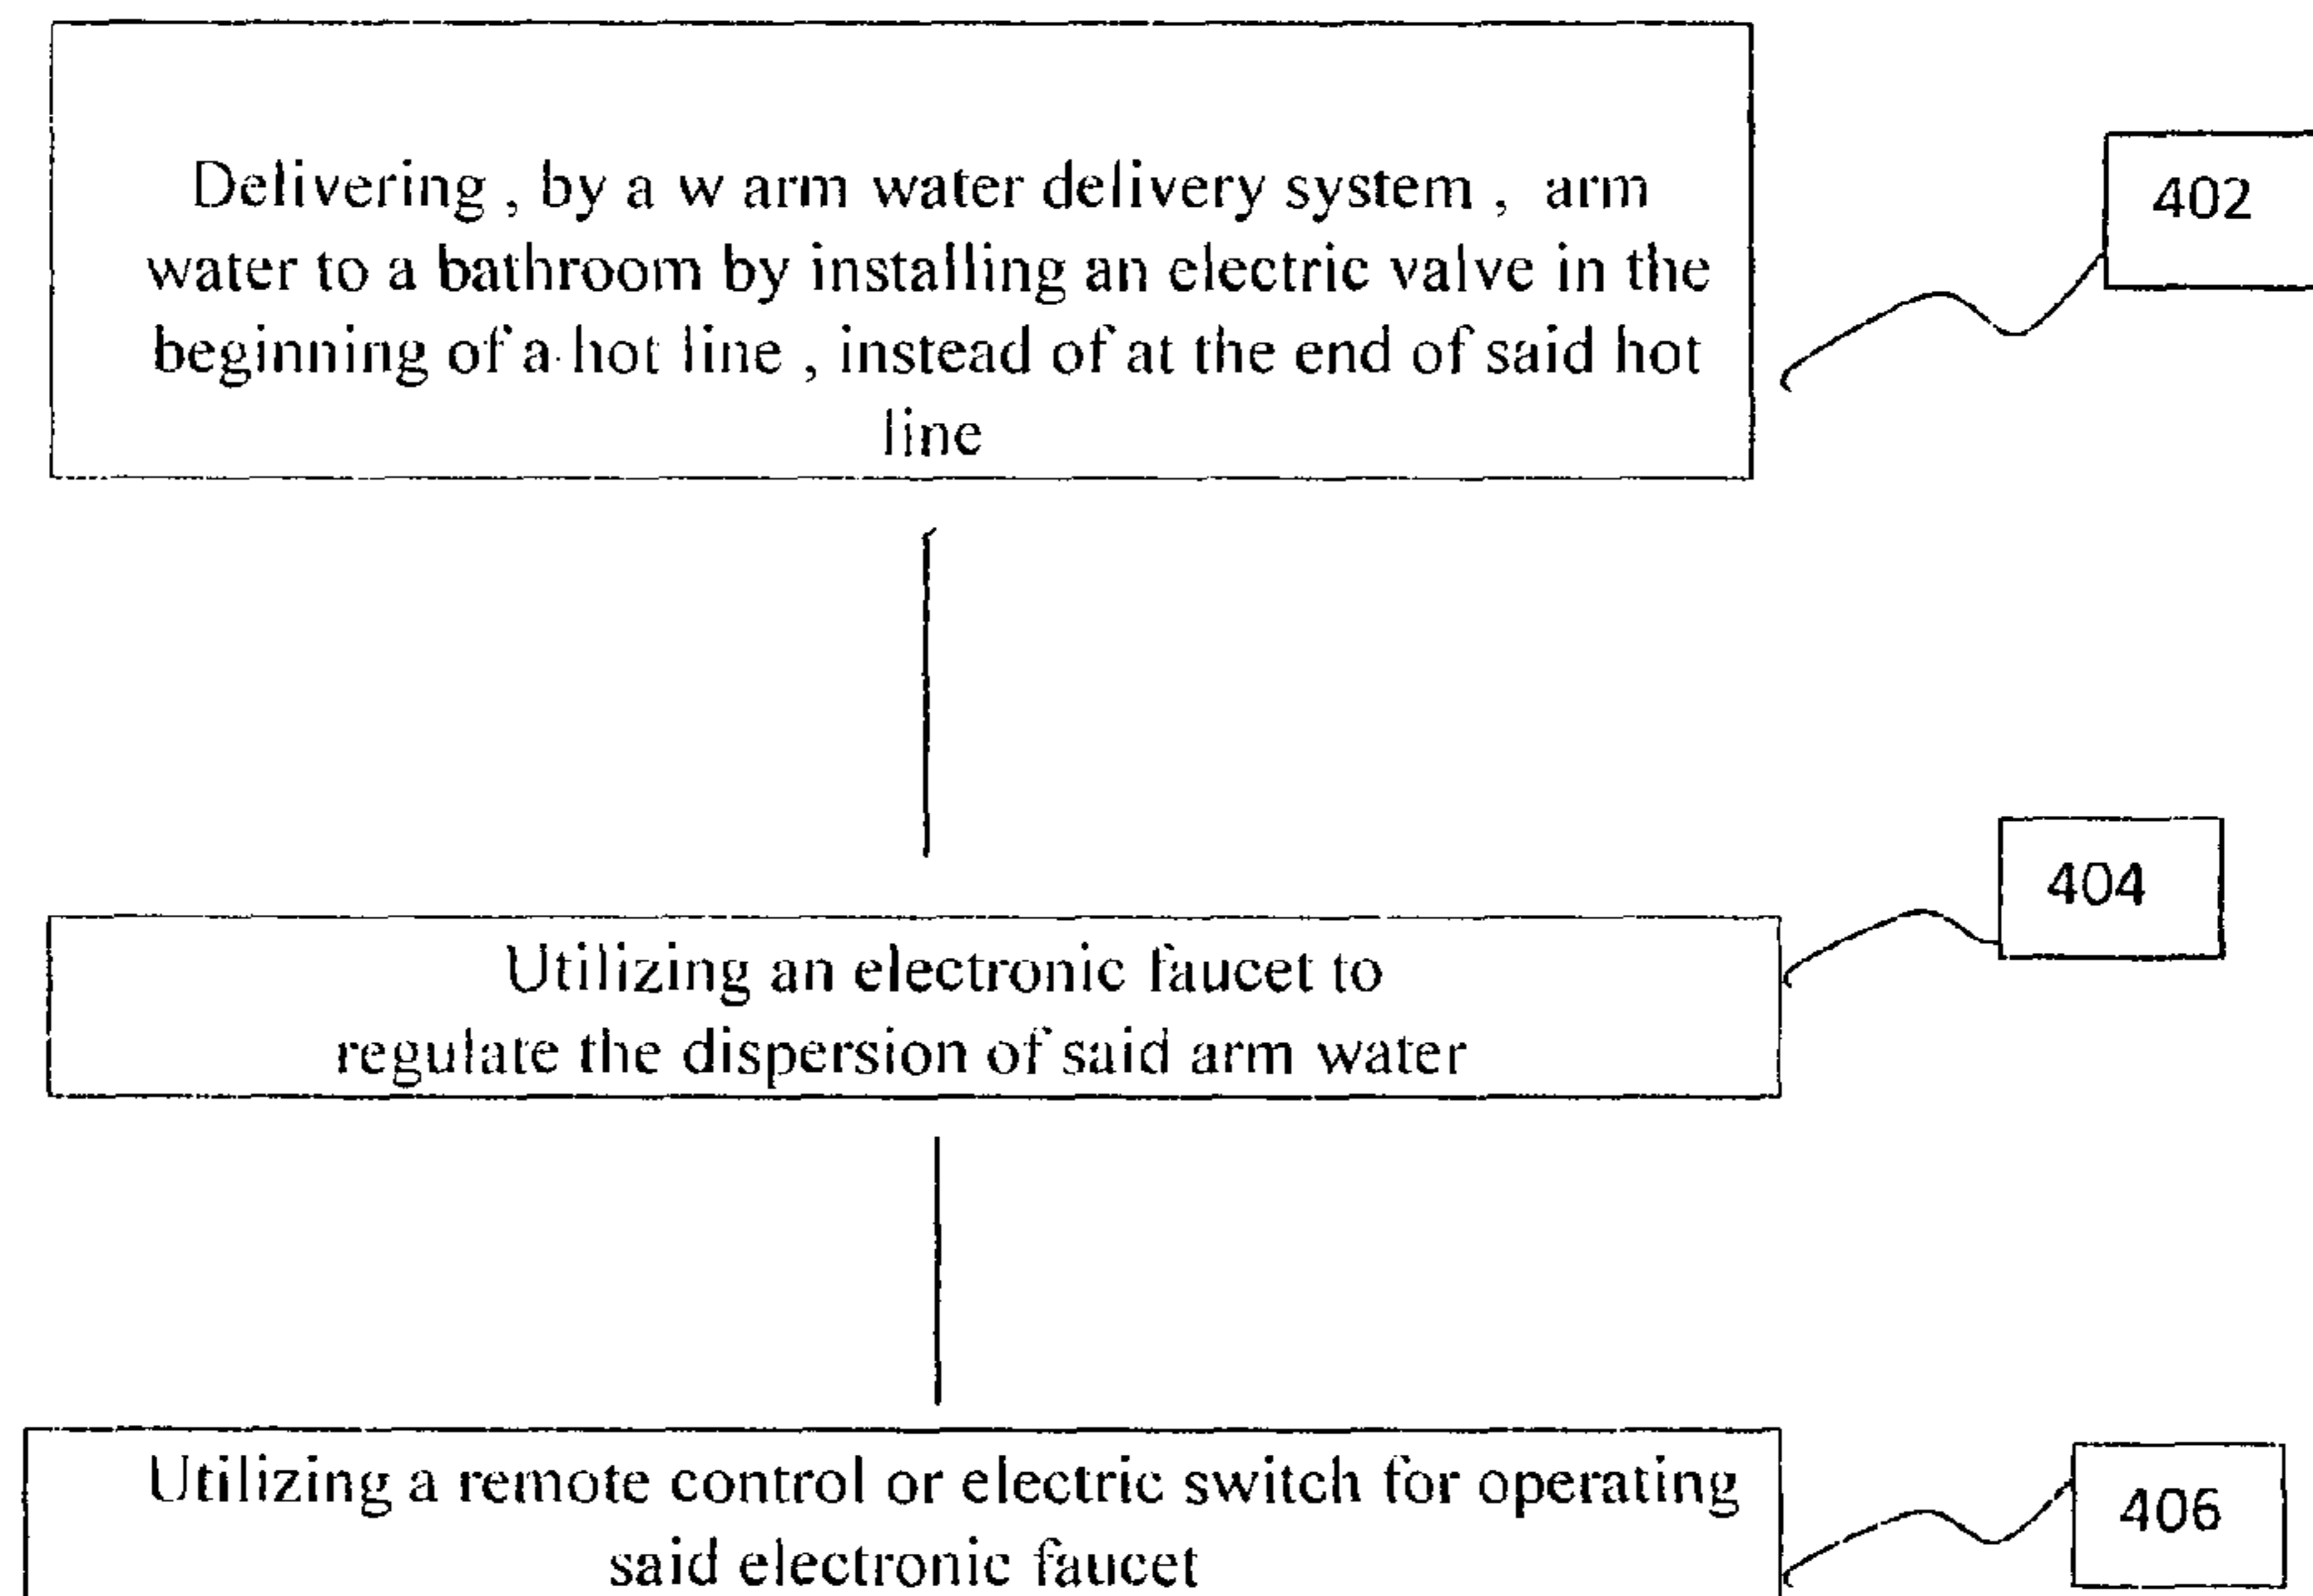 Delivering , by a w arm water delivery system , arm
water to a bathroom by installing an electric valve in the
beginning of a hot line , instead of at the end of said hot
line
402
Utilizing an electronic faucet to
regulate the dispersion of said arm water
404
Utilizing a remote control or electric switch for operating
said electronic faucet
406